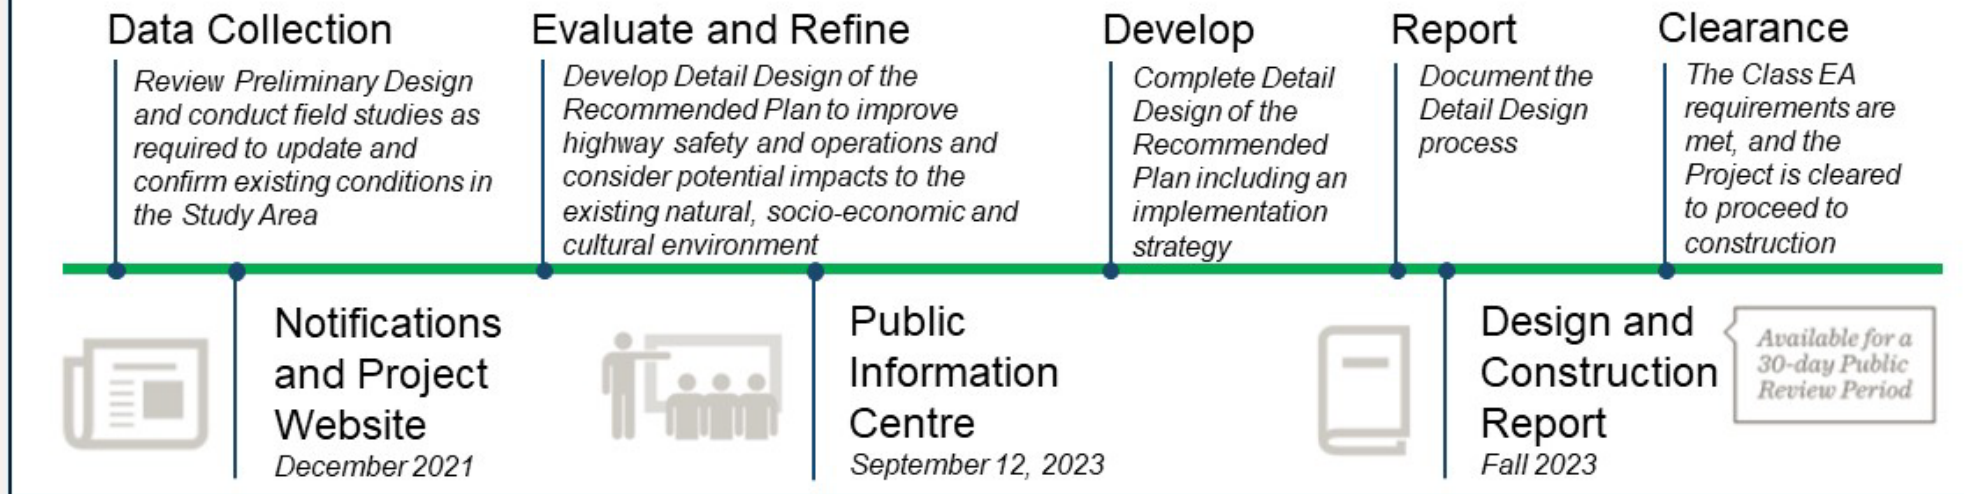 Data Collection
Review Preliminary Design
and conduct field studies as
required to update and
confirm existing conditions in
the Study Area
Evaluate and Refine
Develop Detail Design of the
Recommended Plan to improve
highway safety and operations and
consider potential impacts to the
existing natural, socio-economic and
cultural environment
Develop
Complete Detail
Design of the
Recommended
Plan including an
implementation
strategy
Report
Document the
Detail Design
process
Clearance
The Class EA
requirements are
met, and the
Project is cleared
to proceed to
construction
Notifications
and Project
Website
December 2021
Public
Information
Centre
September 12, 2023
Design and
Construction
Report
Fall 2023
Available for a
30-day Public
Review Period